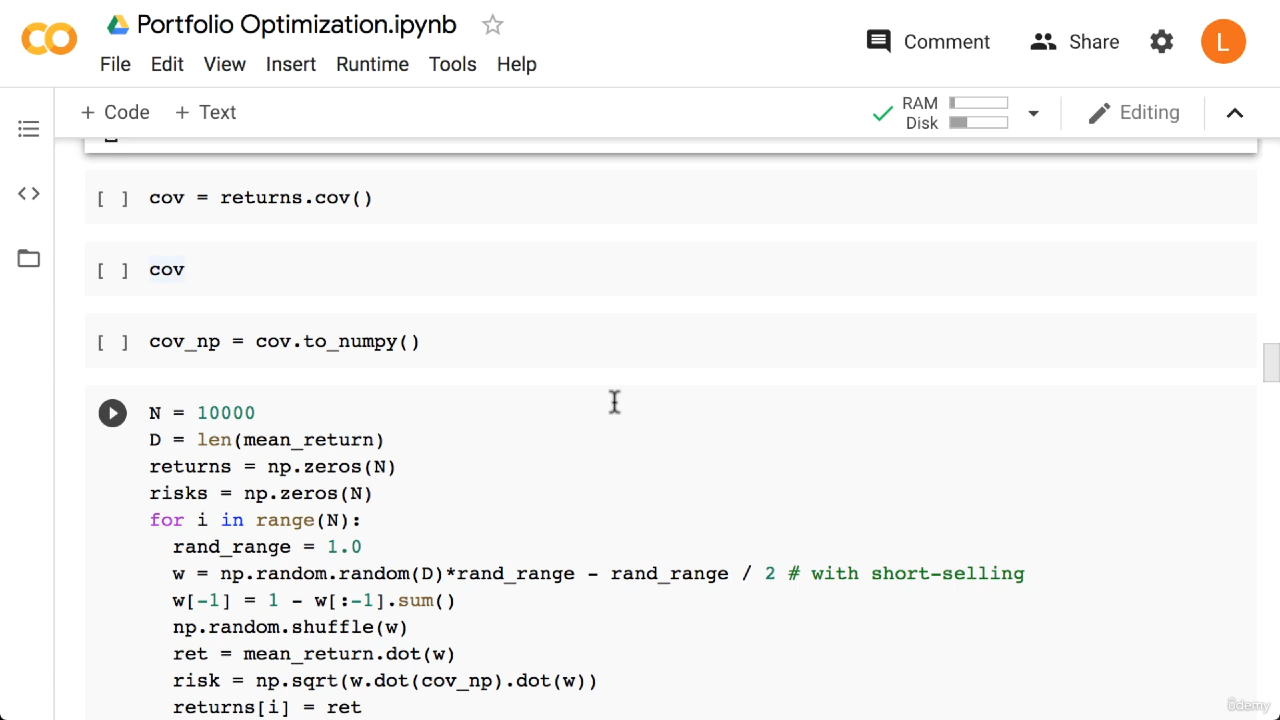 Portfolio Optimization.ipynb
File Edit View Insert Runtime Tools Help
Comment
Share
L
+ Code + Text
RAM
Disk
Editing
[ ] cov = returns.cov()
[ ] cov
[ ] cov_np = cov.to_numpy()
N = 10000
D = len(mean_return)
returns = np.zeros(N)
risks = np.zeros(N)
for i in range(N):
  rand_range = 1.0
  w = np.random.random(D)*rand_range - rand_range / 2 # with short-selling
  w[-1] = 1 - w[:-1].sum()
  np.random.shuffle(w)
  ret = mean_return.dot(w)
  risk = np.sqrt(w.dot(cov_np).dot(w))
  returns[i] = ret
ûdemy